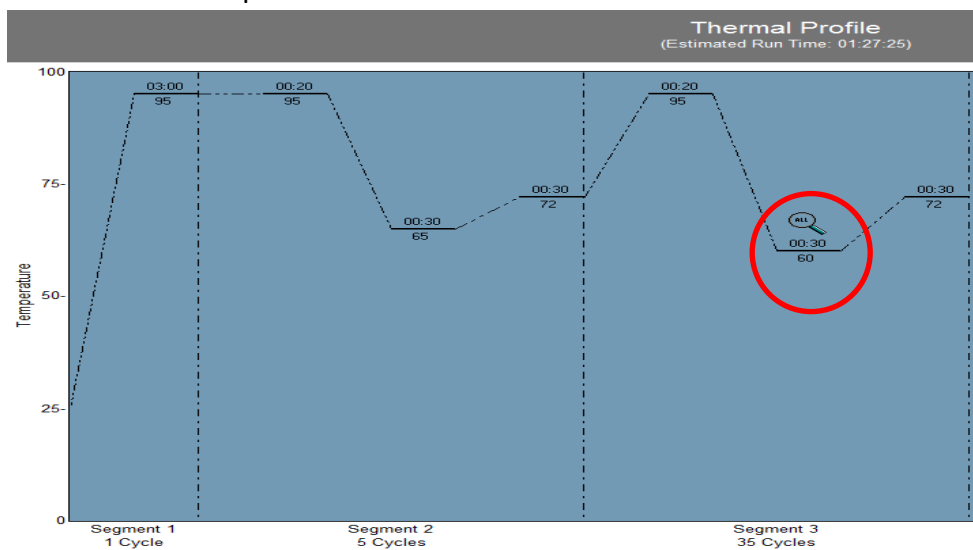 Thermal Profile
(Estimated Run Time: 01:27:25)
100
03:00
95
00:20
95
00:20
95
75-
00:30
72
00:30
72
00:30
65
ALL
00:30
60
Temperature
50-
25-
0
Segment 1
1 Cycle
Segment 2
5 Cycles
Segment 3
35 Cycles